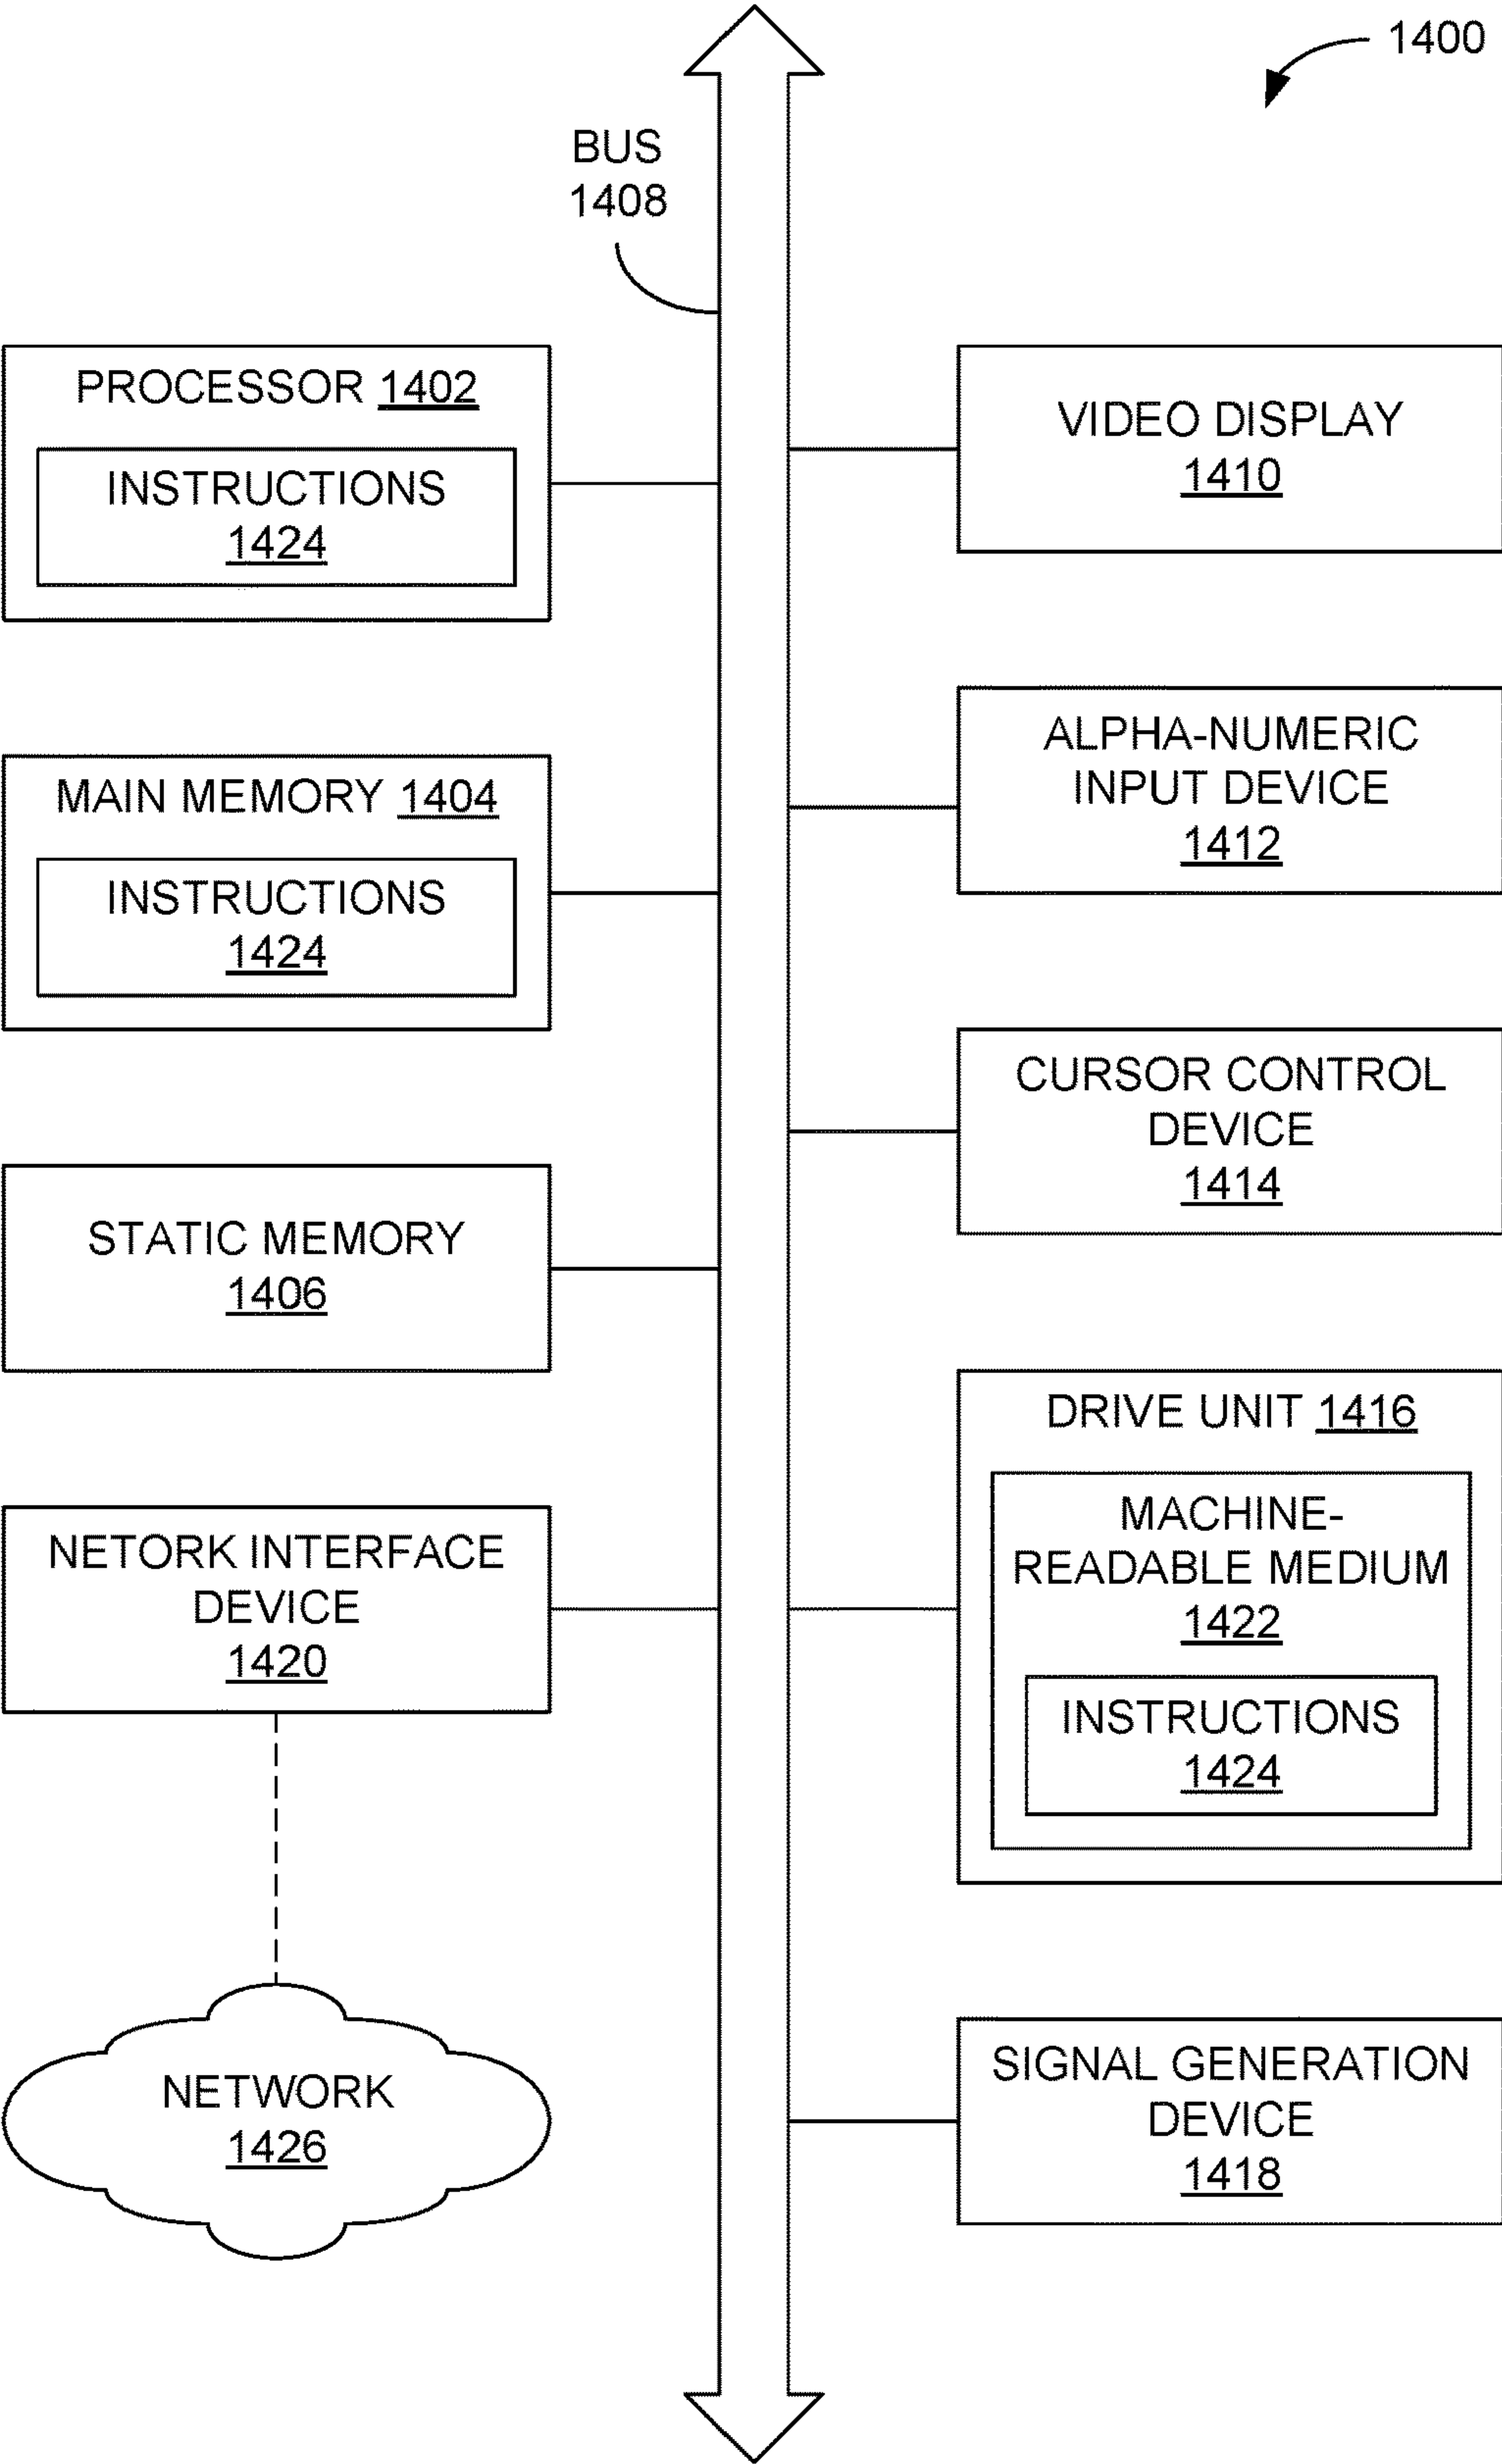 1400
BUS
1408
PROCESSOR 1402
INSTRUCTIONS
1424
MAIN MEMORY 1404
INSTRUCTIONS
1424
STATIC MEMORY
1406
NETORK INTERFACE
DEVICE
1420
NETWORK
1426
VIDEO DISPLAY
1410
ALPHA-NUMERIC
INPUT DEVICE
1412
CURSOR CONTROL
DEVICE
1414
DRIVE UNIT 1416
MACHINE-
READABLE MEDIUM
1422
INSTRUCTIONS
1424
SIGNAL GENERATION
DEVICE
1418